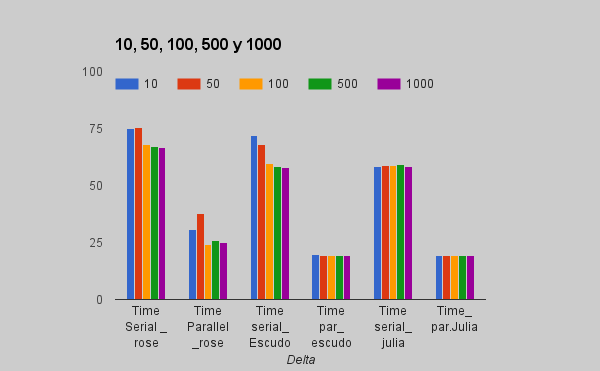 10, 50, 100, 500 y 1000
100
10 50 100 500 1000
75
50
25
0
Time Time Time Time Time Time_
Serial _ Parallel serial_ par_ serial_ par.Julia
rose _rose Escudo escudo julia
Delta